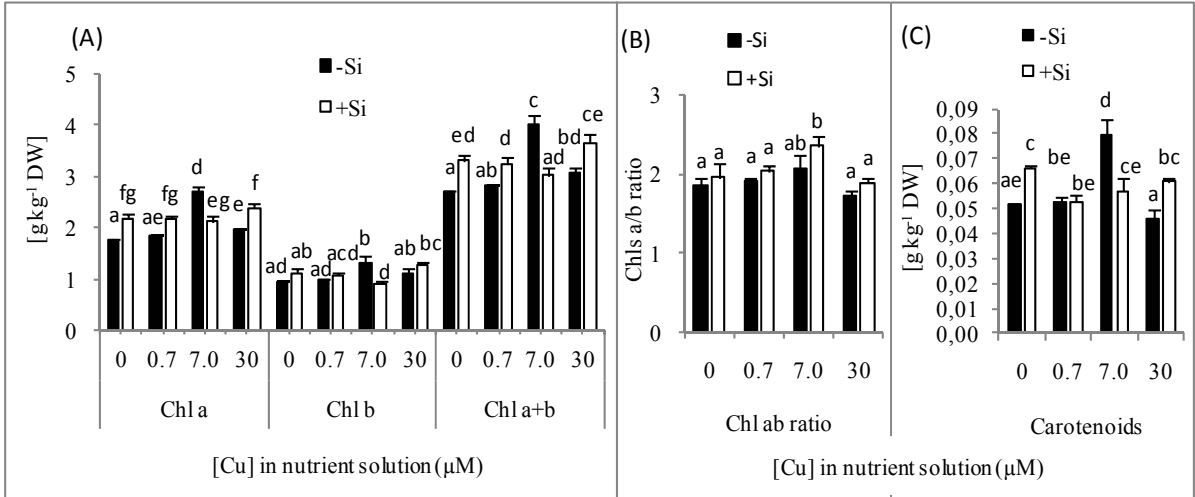 (A)
-Si
+Si
[gkg-1 DW]
5
4
3
2
1
0
a fg ae fg d eg e f
ad ab ad acd b d ab bc
ed ab d c ad bd ce
0 0.7 7.0 30 0 0.7 7.0 30 0 0.7 7.0 30
Chl a Chl b Chl a+b
[Cu] in nutrient solution (µM)
(B)
-Si
+Si
Chls a/b ratio
3
2
1
0
a a a a ab b a a
0 0.7 7.0 30
Chl ab ratio
(C)
-Si
+Si
[gkg-1 DW]
0,09
0,08
0,07
0,06
0,05
0,04
0,03
0,02
0,01
0,00
ae c be be d ce a bc
0 0.7 7.0 30
Carotenoids
[Cu] in nutrient solution (µM)